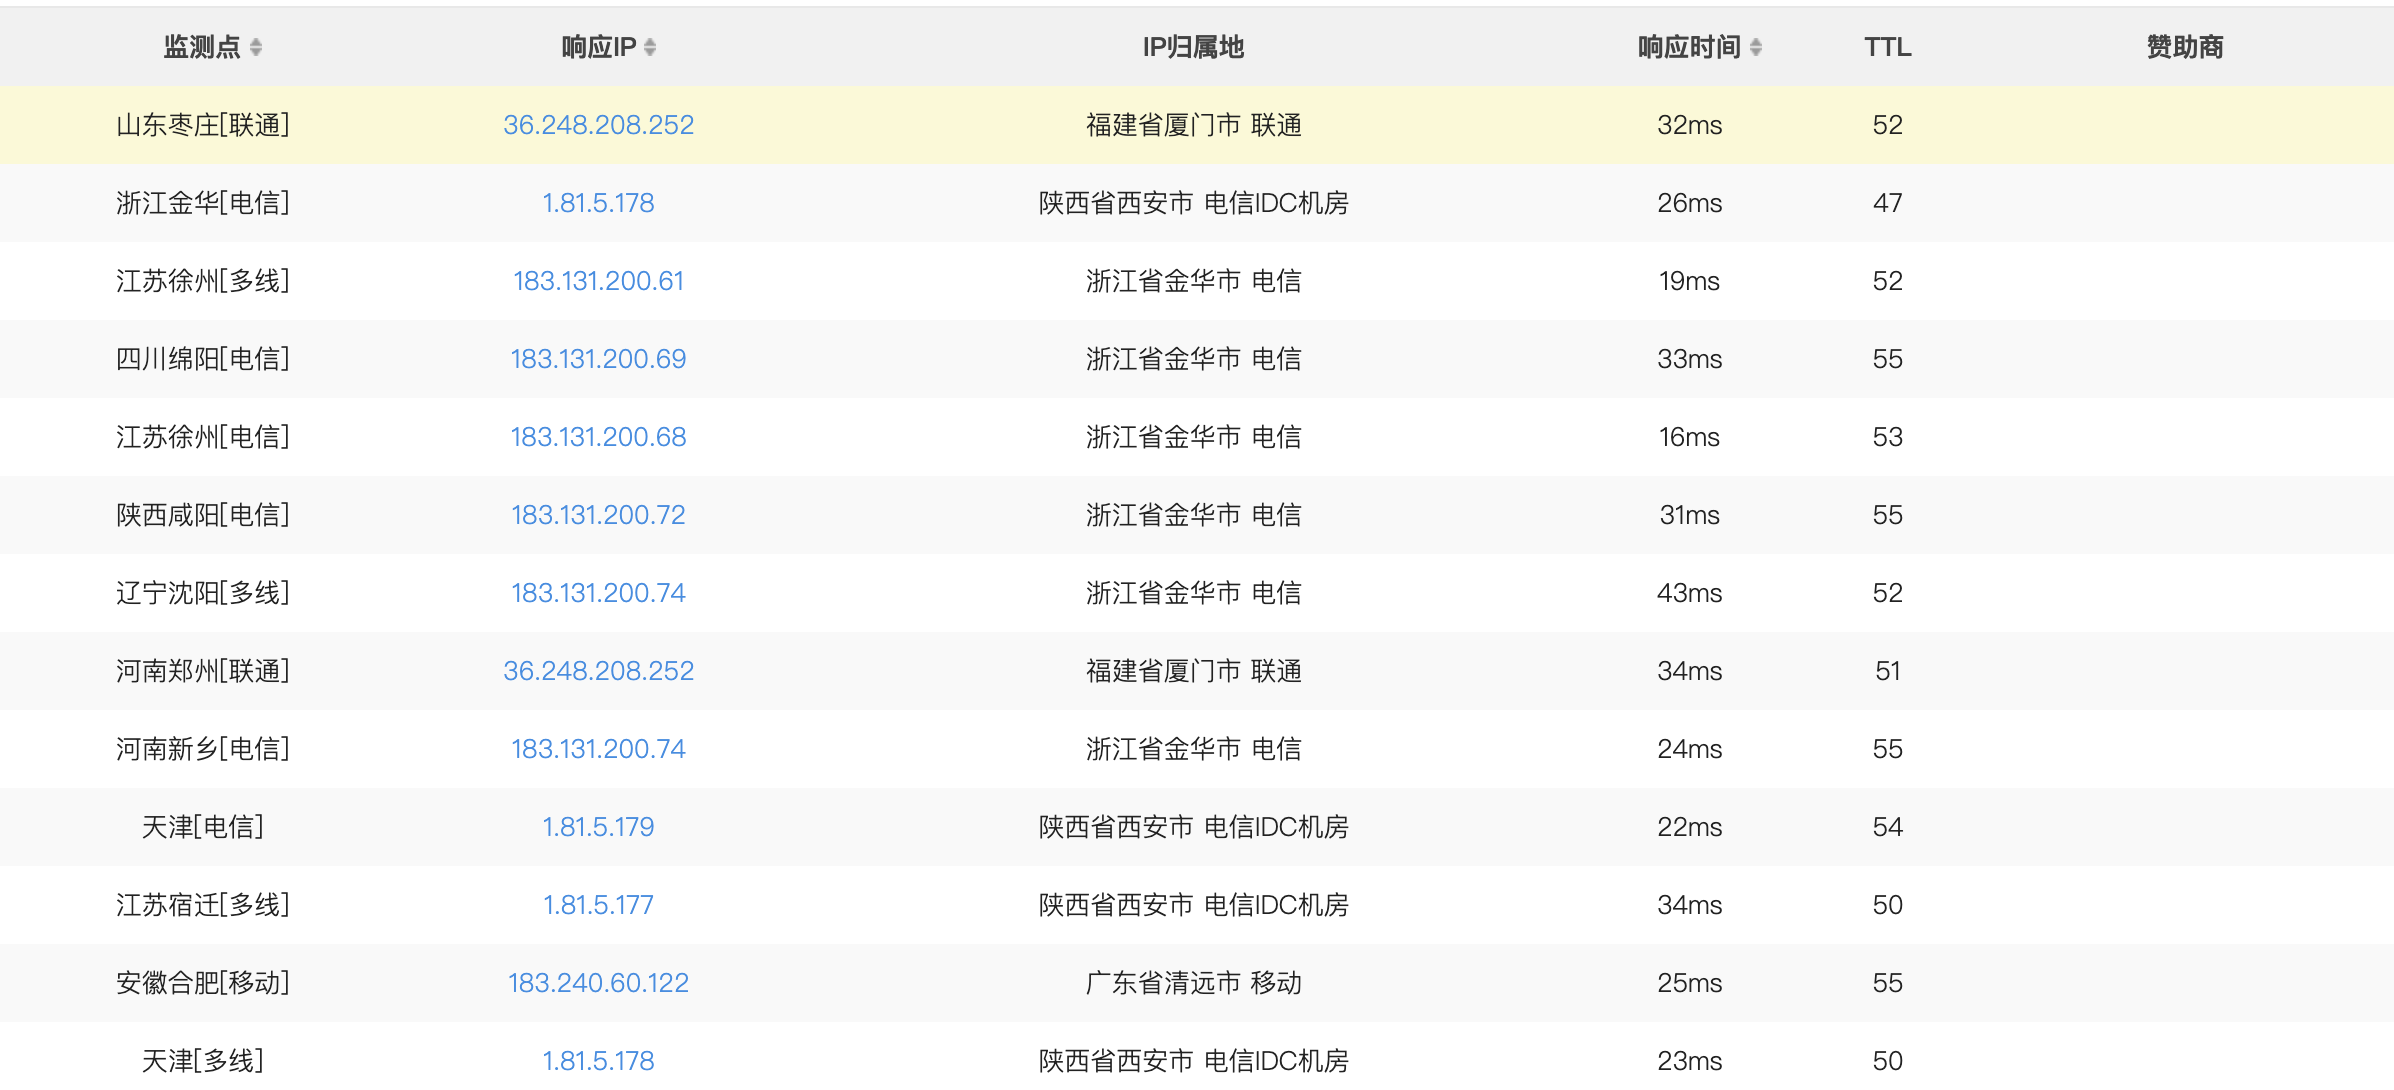 监测点 响应IP IP归属地 响应时间 TTL 赞助商
山东枣庄[联通] 36.248.208.252 福建省厦门市 联通 32ms 52
浙江金华[电信] 1.81.5.178 陕西省西安市 电信IDC机房 26ms 47
江苏徐州[多线] 183.131.200.61 浙江省金华市 电信 19ms 52
四川绵阳[电信] 183.131.200.69 浙江省金华市 电信 33ms 55
江苏徐州[电信] 183.131.200.68 浙江省金华市 电信 16ms 53
陕西咸阳[电信] 183.131.200.72 浙江省金华市 电信 31ms 55
辽宁沈阳[多线] 183.131.200.74 浙江省金华市 电信 43ms 52
河南郑州[联通] 36.248.208.252 福建省厦门市 联通 34ms 51
河南新乡[电信] 183.131.200.74 浙江省金华市 电信 24ms 55
天津[电信] 1.81.5.179 陕西省西安市 电信IDC机房 22ms 54
江苏宿迁[多线] 1.81.5.177 陕西省西安市 电信IDC机房 34ms 50
安徽合肥[移动] 183.240.60.122 广东省清远市 移动 25ms 55
天津[多线] 1.81.5.178 陕西省西安市 电信IDC机房 23ms 50